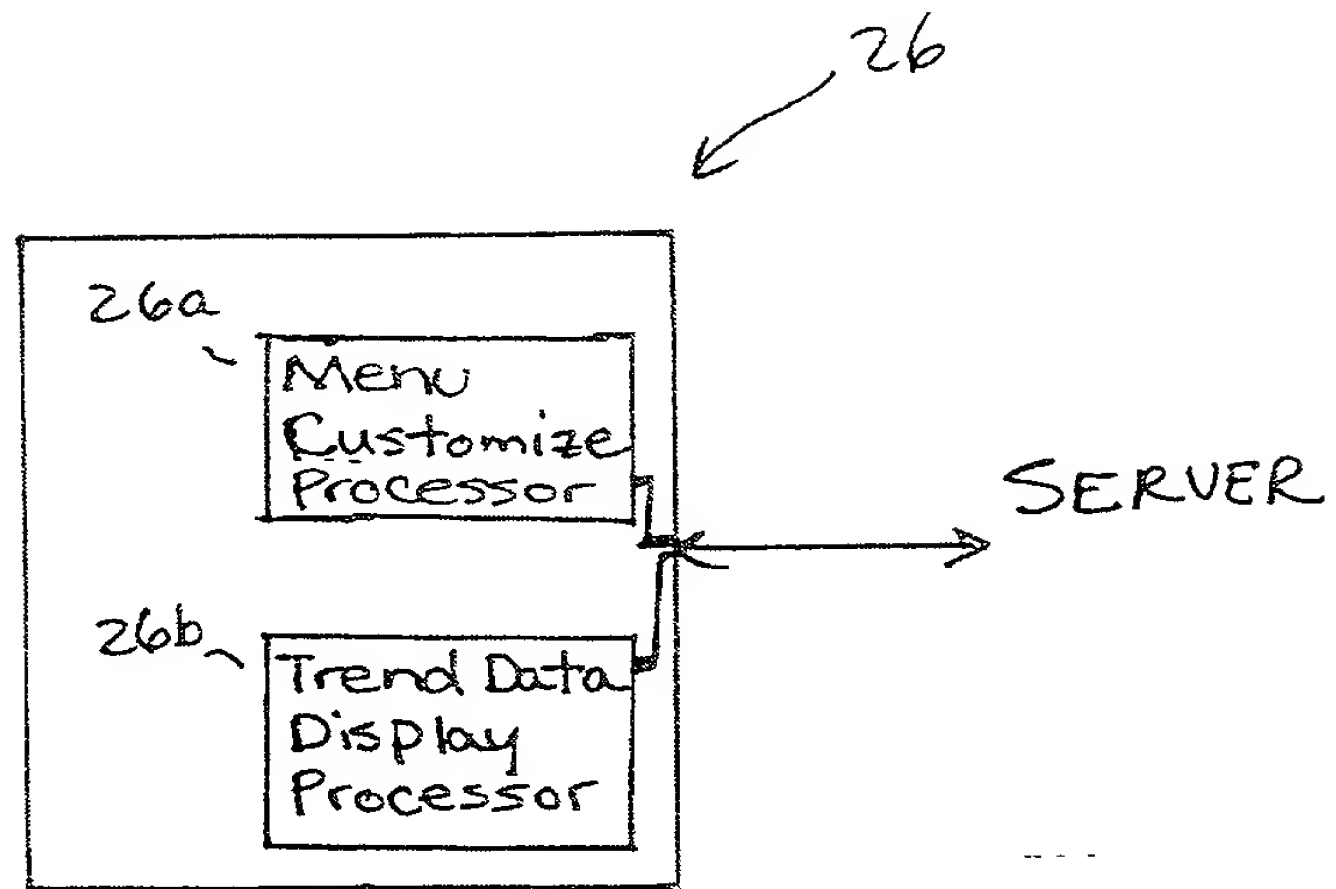 26
26a
Menu
Customize
Processor
SERVER
26b
Trend Data
Display
Processor